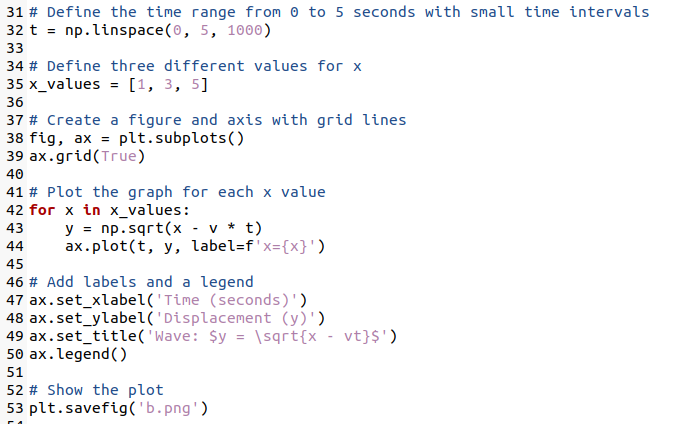 31 # Define the time range from 0 to 5 seconds with small time intervals
32 t = np.linspace(0, 5, 1000)
33
34 # Define three different values for x
35 x_values = [1, 3, 5]
36
37 # Create a figure and axis with grid lines
38 fig, ax = plt.subplots()
39 ax.grid(True)
40
41 # Plot the graph for each x value
42 for x in x_values:
43     y = np.sqrt(x - v * t)
44     ax.plot(t, y, label=f'x={x}')
45
46 # Add labels and a legend
47 ax.set_xlabel('Time (seconds)')
48 ax.set_ylabel('Displacement (y)')
49 ax.set_title('Wave: $y = \sqrt{x - vt}$')
50 ax.legend()
51
52 # Show the plot
53 plt.savefig('b.png')